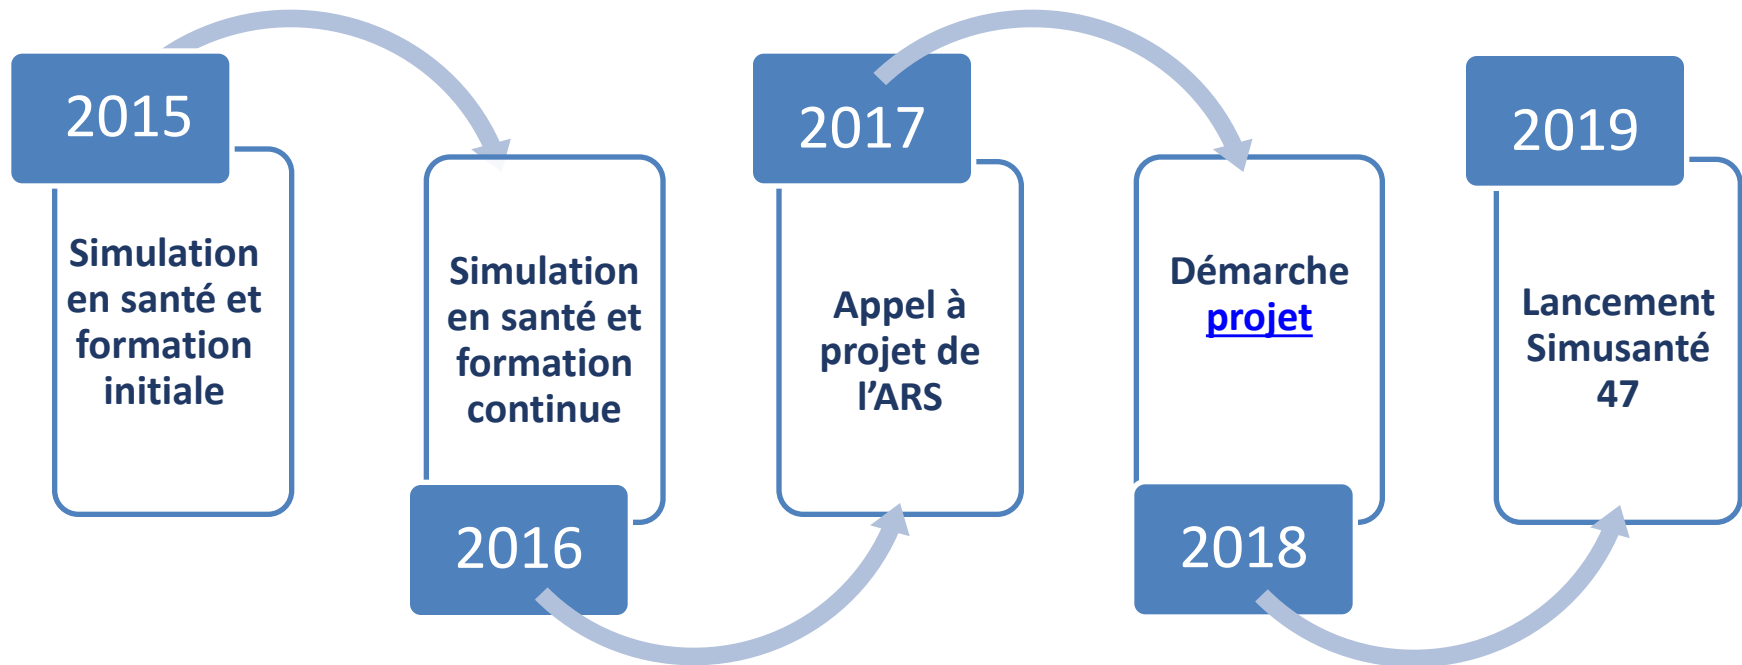 2015
Simulation
en santé et
formation
initiale
Simulation
en santé et
formation
continue
2016
2017
Appel à
projet de
l’ARS
Démarche
projet
2018
2019
Lancement
Simusanté
47